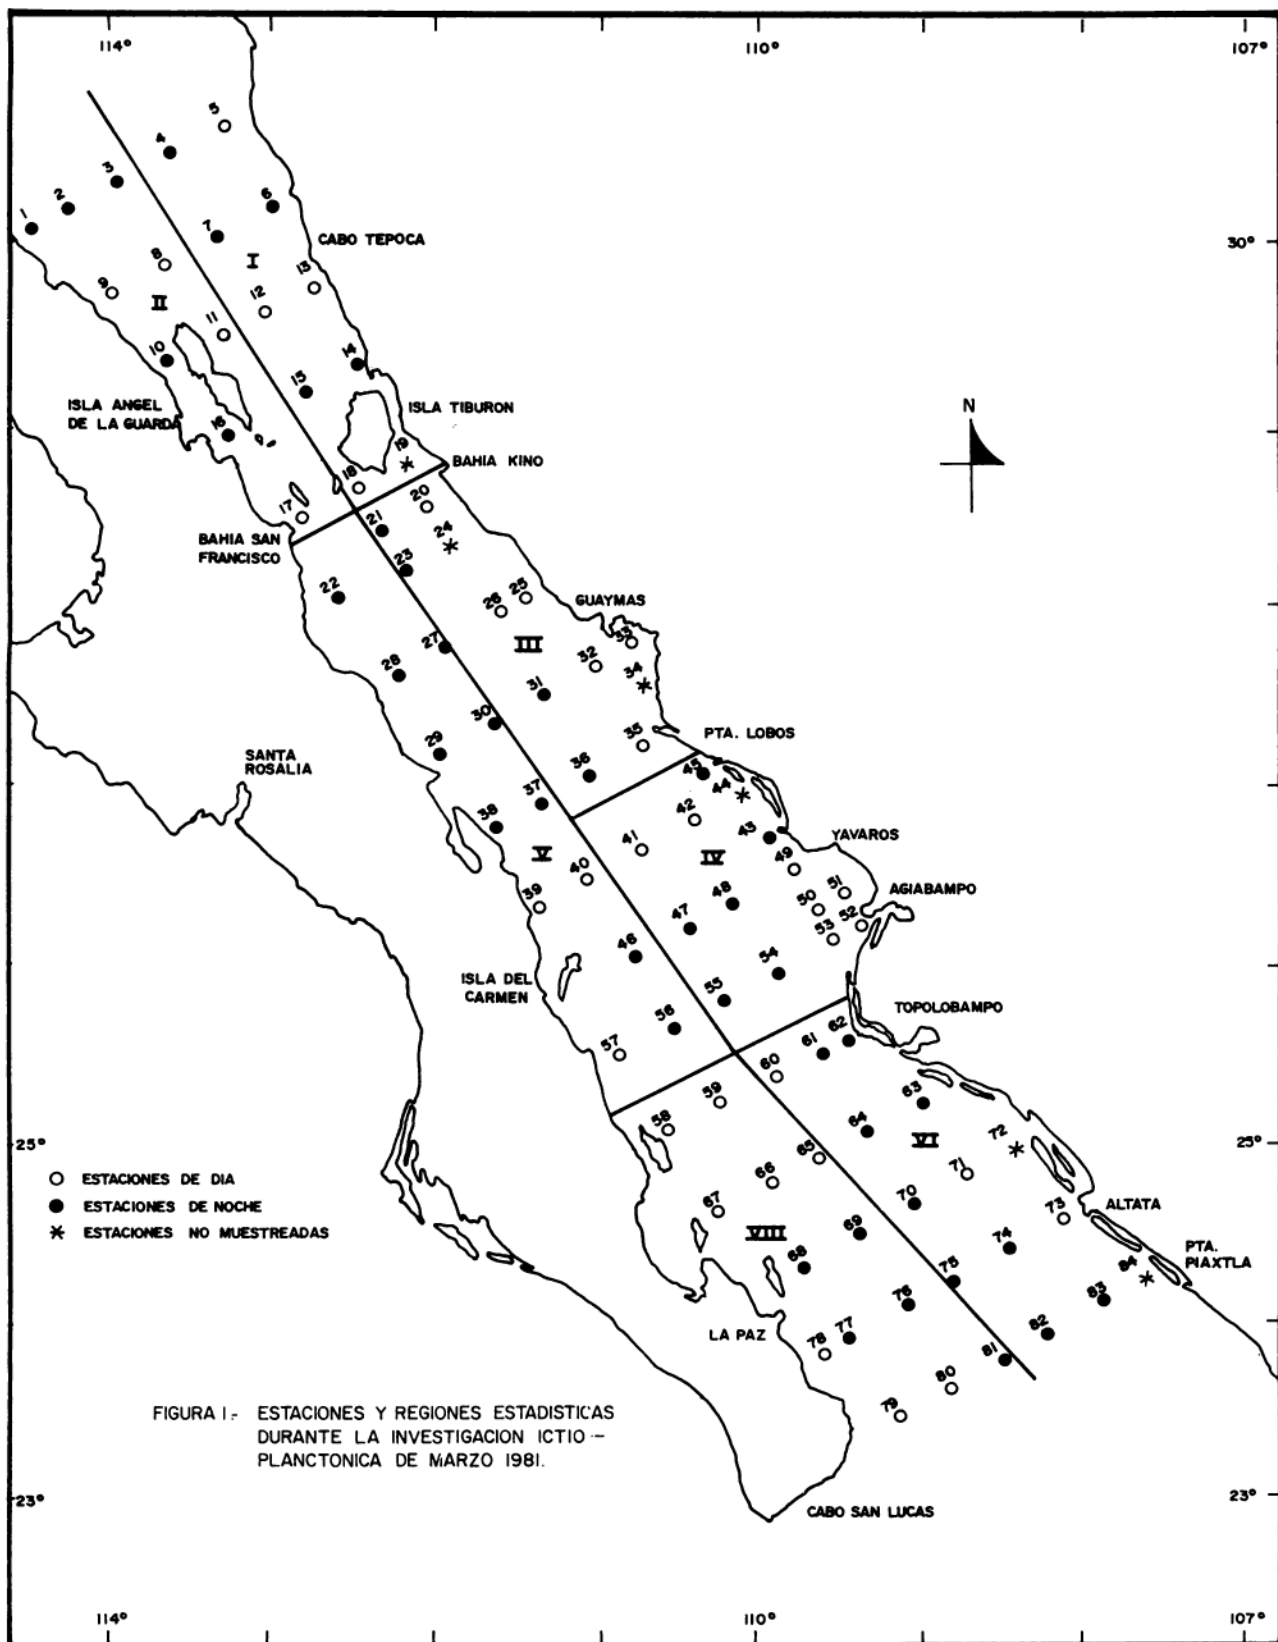 114°
110°
107°
5
4
3
2
1
6
7
CABO TEPOCA
30°
I
8
13
9
II
12
11
10
14
15
ISLA ANGEL
DE LA GUARDA
ISLA TIBURON
16
19
BAHIA KINO
18
17
20
N
21
24
BAHIA SAN
FRANCISCO
23
22
26
25
GUAYMAS
33
27
III
32
34
28
31
30
35
PTA. LOBOS
29
SANTA
ROSALIA
36
45
44
37
42
38
43
YAVAROS
41
V
40
IV
49
39
48
50
51
AGIABAMPO
47
53
52
46
54
ISLA DEL
CARMEN
55
TOPOLOBAMPO
56
57
61
62
60
59
63
58
64
VI
72
25°
25°
65
71
66
ESTACIONES DE DIA
ESTACIONES DE NOCHE
ESTACIONES NO MUESTREADAS
67
70
73
ALTATA
VIII
69
74
PTA.
PIAXTLA
68
75
84
76
83
LA PAZ
77
82
78
81
80
79
FIGURA 1.- ESTACIONES Y REGIONES ESTADISTICAS
DURANTE LA INVESTIGACION ICTIO-
PLANCTONICA DE MARZO 1981.
23°
23°
CABO SAN LUCAS
114°
110°
107°